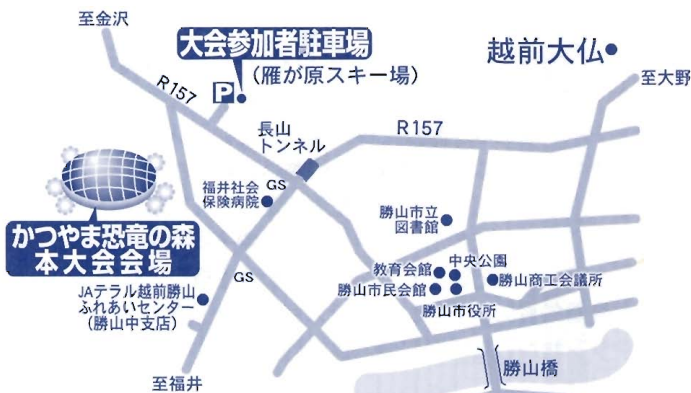 至金沢
大会参加者駐車場
(雁が原スキー場)
越前大仏
至大野
R157
P
長山
トンネル
R157
福井社会
保険病院
GS
かつやま恐竜の森
本大会会場
勝山市立
図書館
GS
教育会館
中央公園
勝山市民会館
勝山商工会議所
JAテラル越前勝山
ふれあいセンター
(勝山中支店)
勝山市役所
至福井
勝山橋